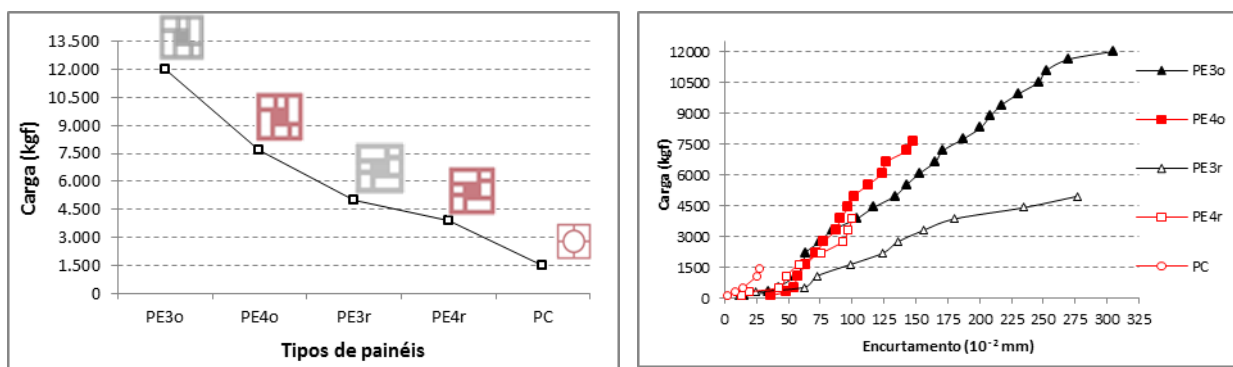 Carga (kgf)
13.500
12.000
10.500
9.000
7.500
6.000
4.500
3.000
1.500
0
PE3o PE4o PE3r PE4r PC
Tipos de painéis
Carga (kgf)
12000
10500
9000
7500
6000
4500
3000
1500
0
0 25 50 75 100 125 150 175 200 225 250 275 300 325
Encurtamento (10⁻² mm)
PE3o
PE4o
PE3r
PE4r
PC